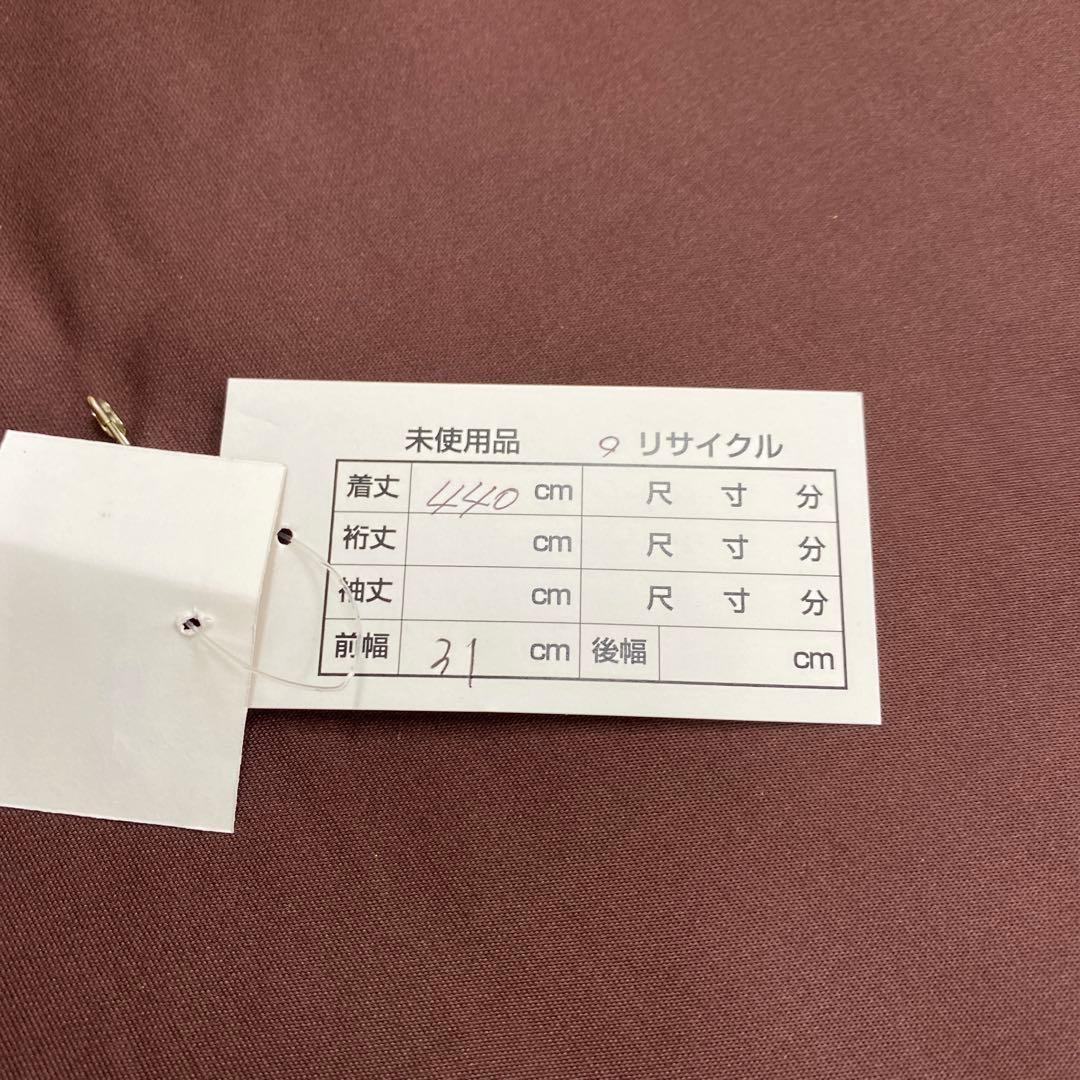 未使用品 9 リサイクル
着丈 440 cm 尺 寸 分
裄丈 cm 尺 寸 分
袖丈 cm 尺 寸 分
前幅 31 cm 後幅 cm